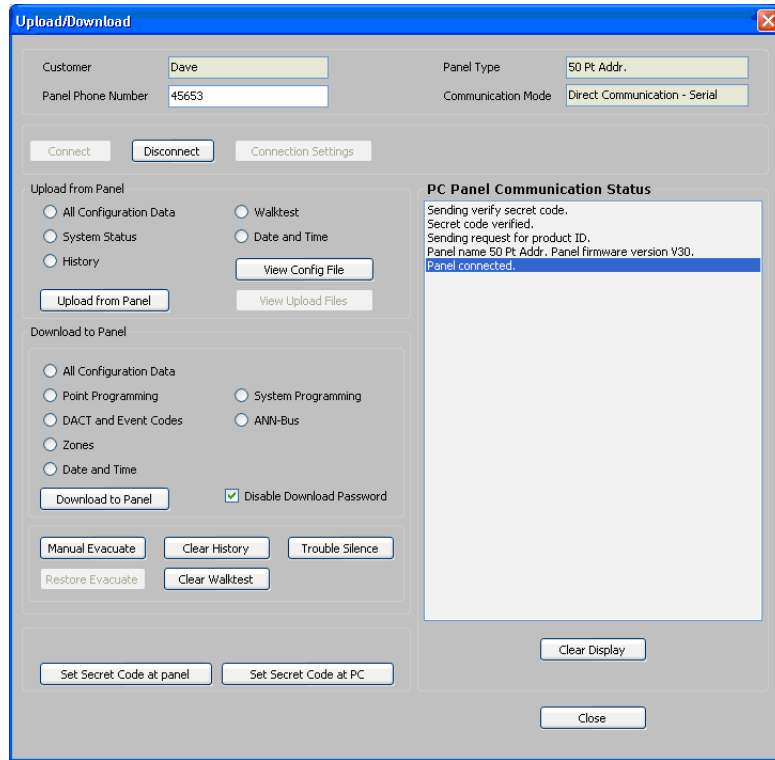 Upload/Download
Customer Dave Panel Type 50 Pt Addr.
Panel Phone Number 45653 Communication Mode Direct Communication - Serial
Connect Disconnect Connection Settings
Upload from Panel
All Configuration Data Walktest
System Status Date and Time
History View Config File
Upload from Panel View Upload Files
Download to Panel
All Configuration Data
Point Programming System Programming
DACT and Event Codes ANN-Bus
Zones
Date and Time
Download to Panel Disable Download Password
Manual Evacuate Clear History Trouble Silence
Restore Evacuate Clear Walktest
Set Secret Code at panel Set Secret Code at PC
PC Panel Communication Status
Sending verify secret code.
Secret code verified.
Sending request for product ID.
Panel name 50 Pt Addr. Panel firmware version V30.
Panel connected.
Clear Display
Close